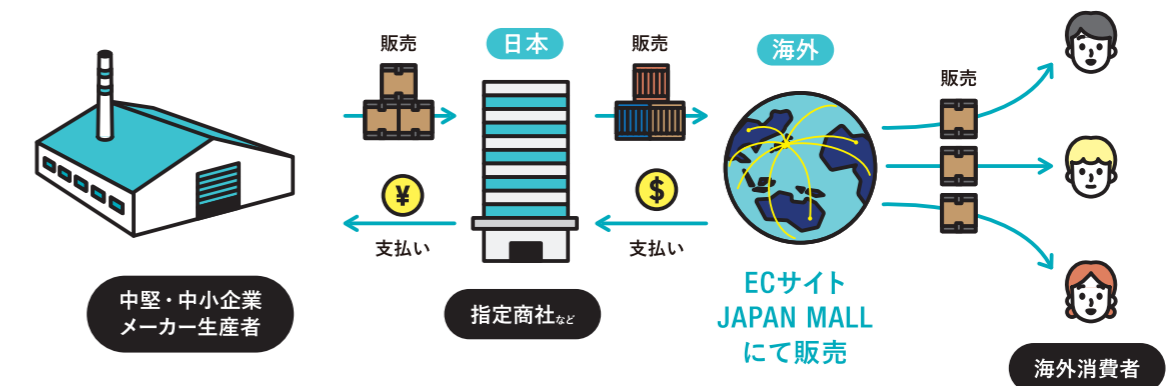 販売
日本
販売
海外
販売
¥
$
支払い
支払い
中堅・中小企業
メーカー生産者
指定商社など
ECサイト
JAPAN MALL
にて販売
海外消費者